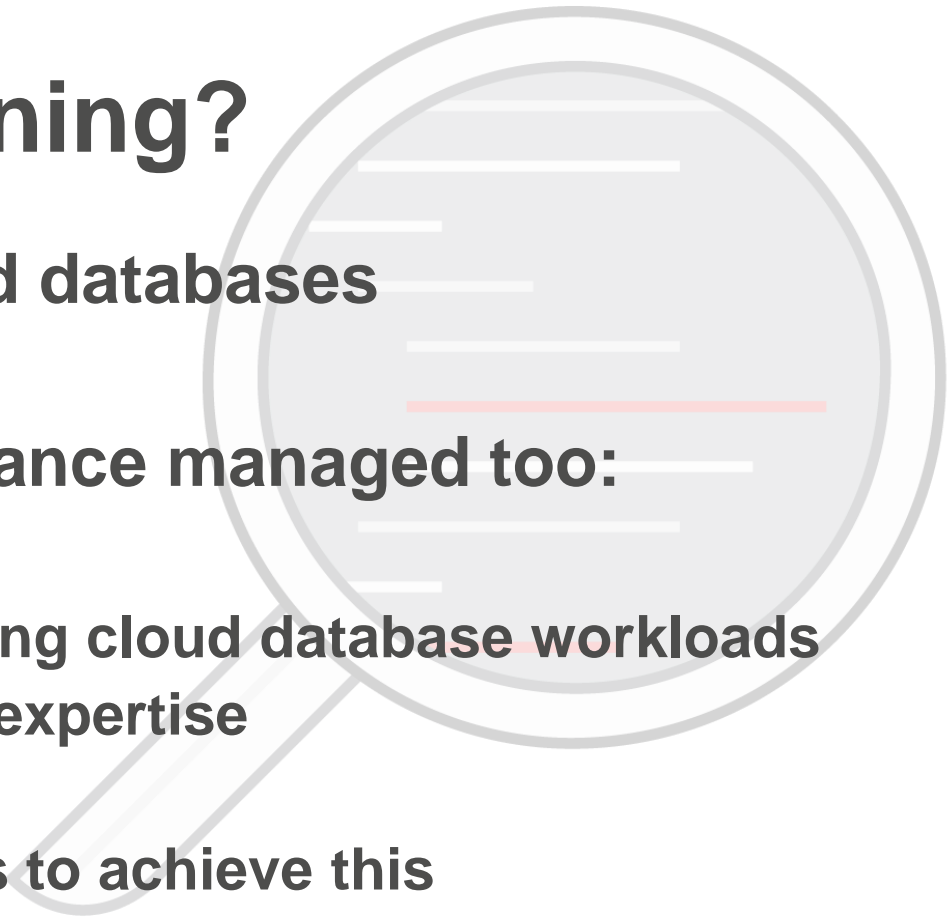 ning?
d databases
ance managed too:
ng cloud database workloads
expertise
s to achieve this